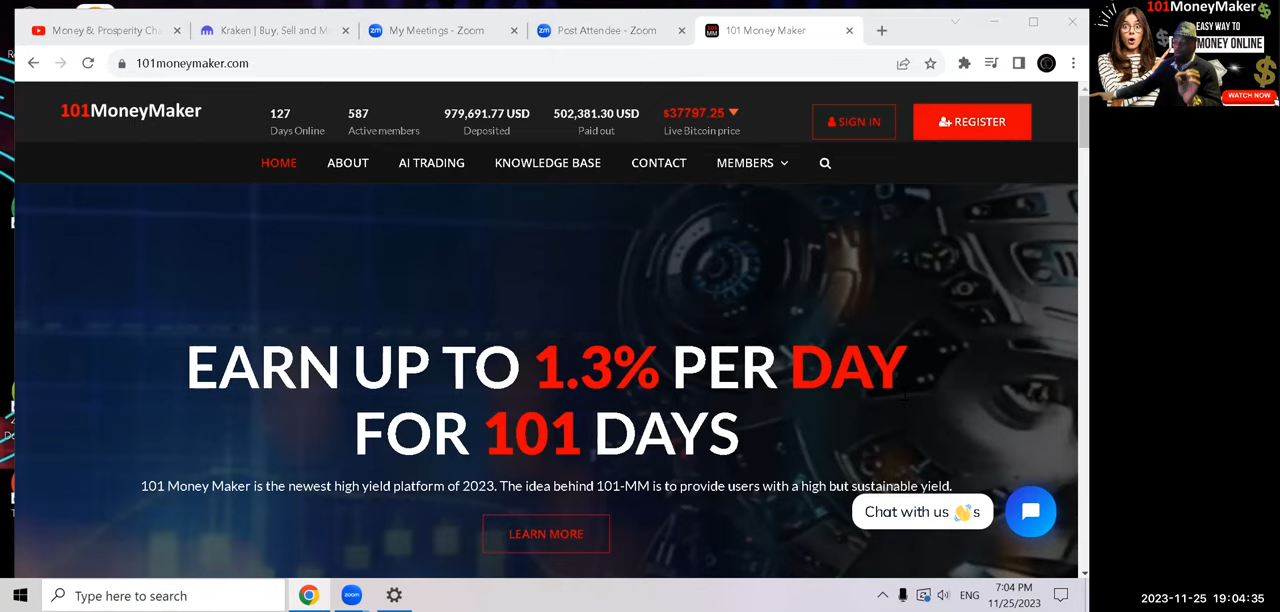 Money & Prosperity Cha
Kraken | Buy, Sell and M
My Meetings - Zoom
Post Attendee - Zoom
101 Money Maker
101moneymaker.com
101MoneyMaker
127
Days Online
587
Active members
979,691.77 USD
Deposited
502,381.30 USD
Paid out
$37797.25
Live Bitcoin price
SIGN IN
REGISTER
HOME ABOUT AI TRADING KNOWLEDGE BASE CONTACT MEMBERS
EARN UP TO 1.3% PER DAY
FOR 101 DAYS
101 Money Maker is the newest high yield platform of 2023. The idea behind 101-MM is to provide users with a high but sustainable yield.
Chat with us 👋s
LEARN MORE
Type here to search
zoom
ENG
7:04 PM
11/25/2023
101MoneyMaker
EASY WAY TO
MONEY ONLINE
WATCH NOW
2023-11-25 19:04:35